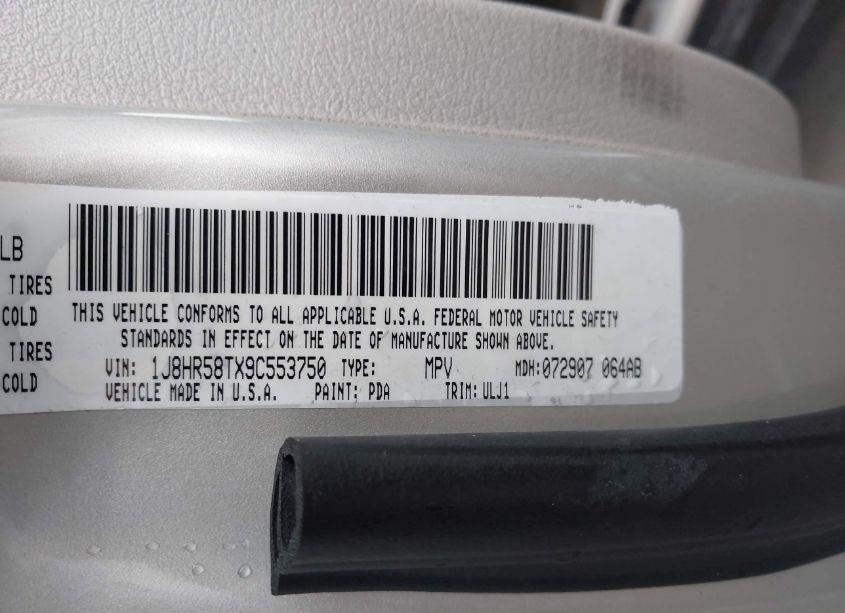 LB
TIRES
COLD
TIRES
COLD
THIS VEHICLE CONFORMS TO ALL APPLICABLE U.S.A. FEDERAL MOTOR VEHICLE SAFETY
STANDARDS IN EFFECT ON THE DATE OF MANUFACTURE SHOWN ABOVE.
VIN: 1J8HR58TX9C553750 TYPE: MPV MDH:072907 064AB
VEHICLE MADE IN U.S.A. PAINT: PDA TRIM: ULJ1